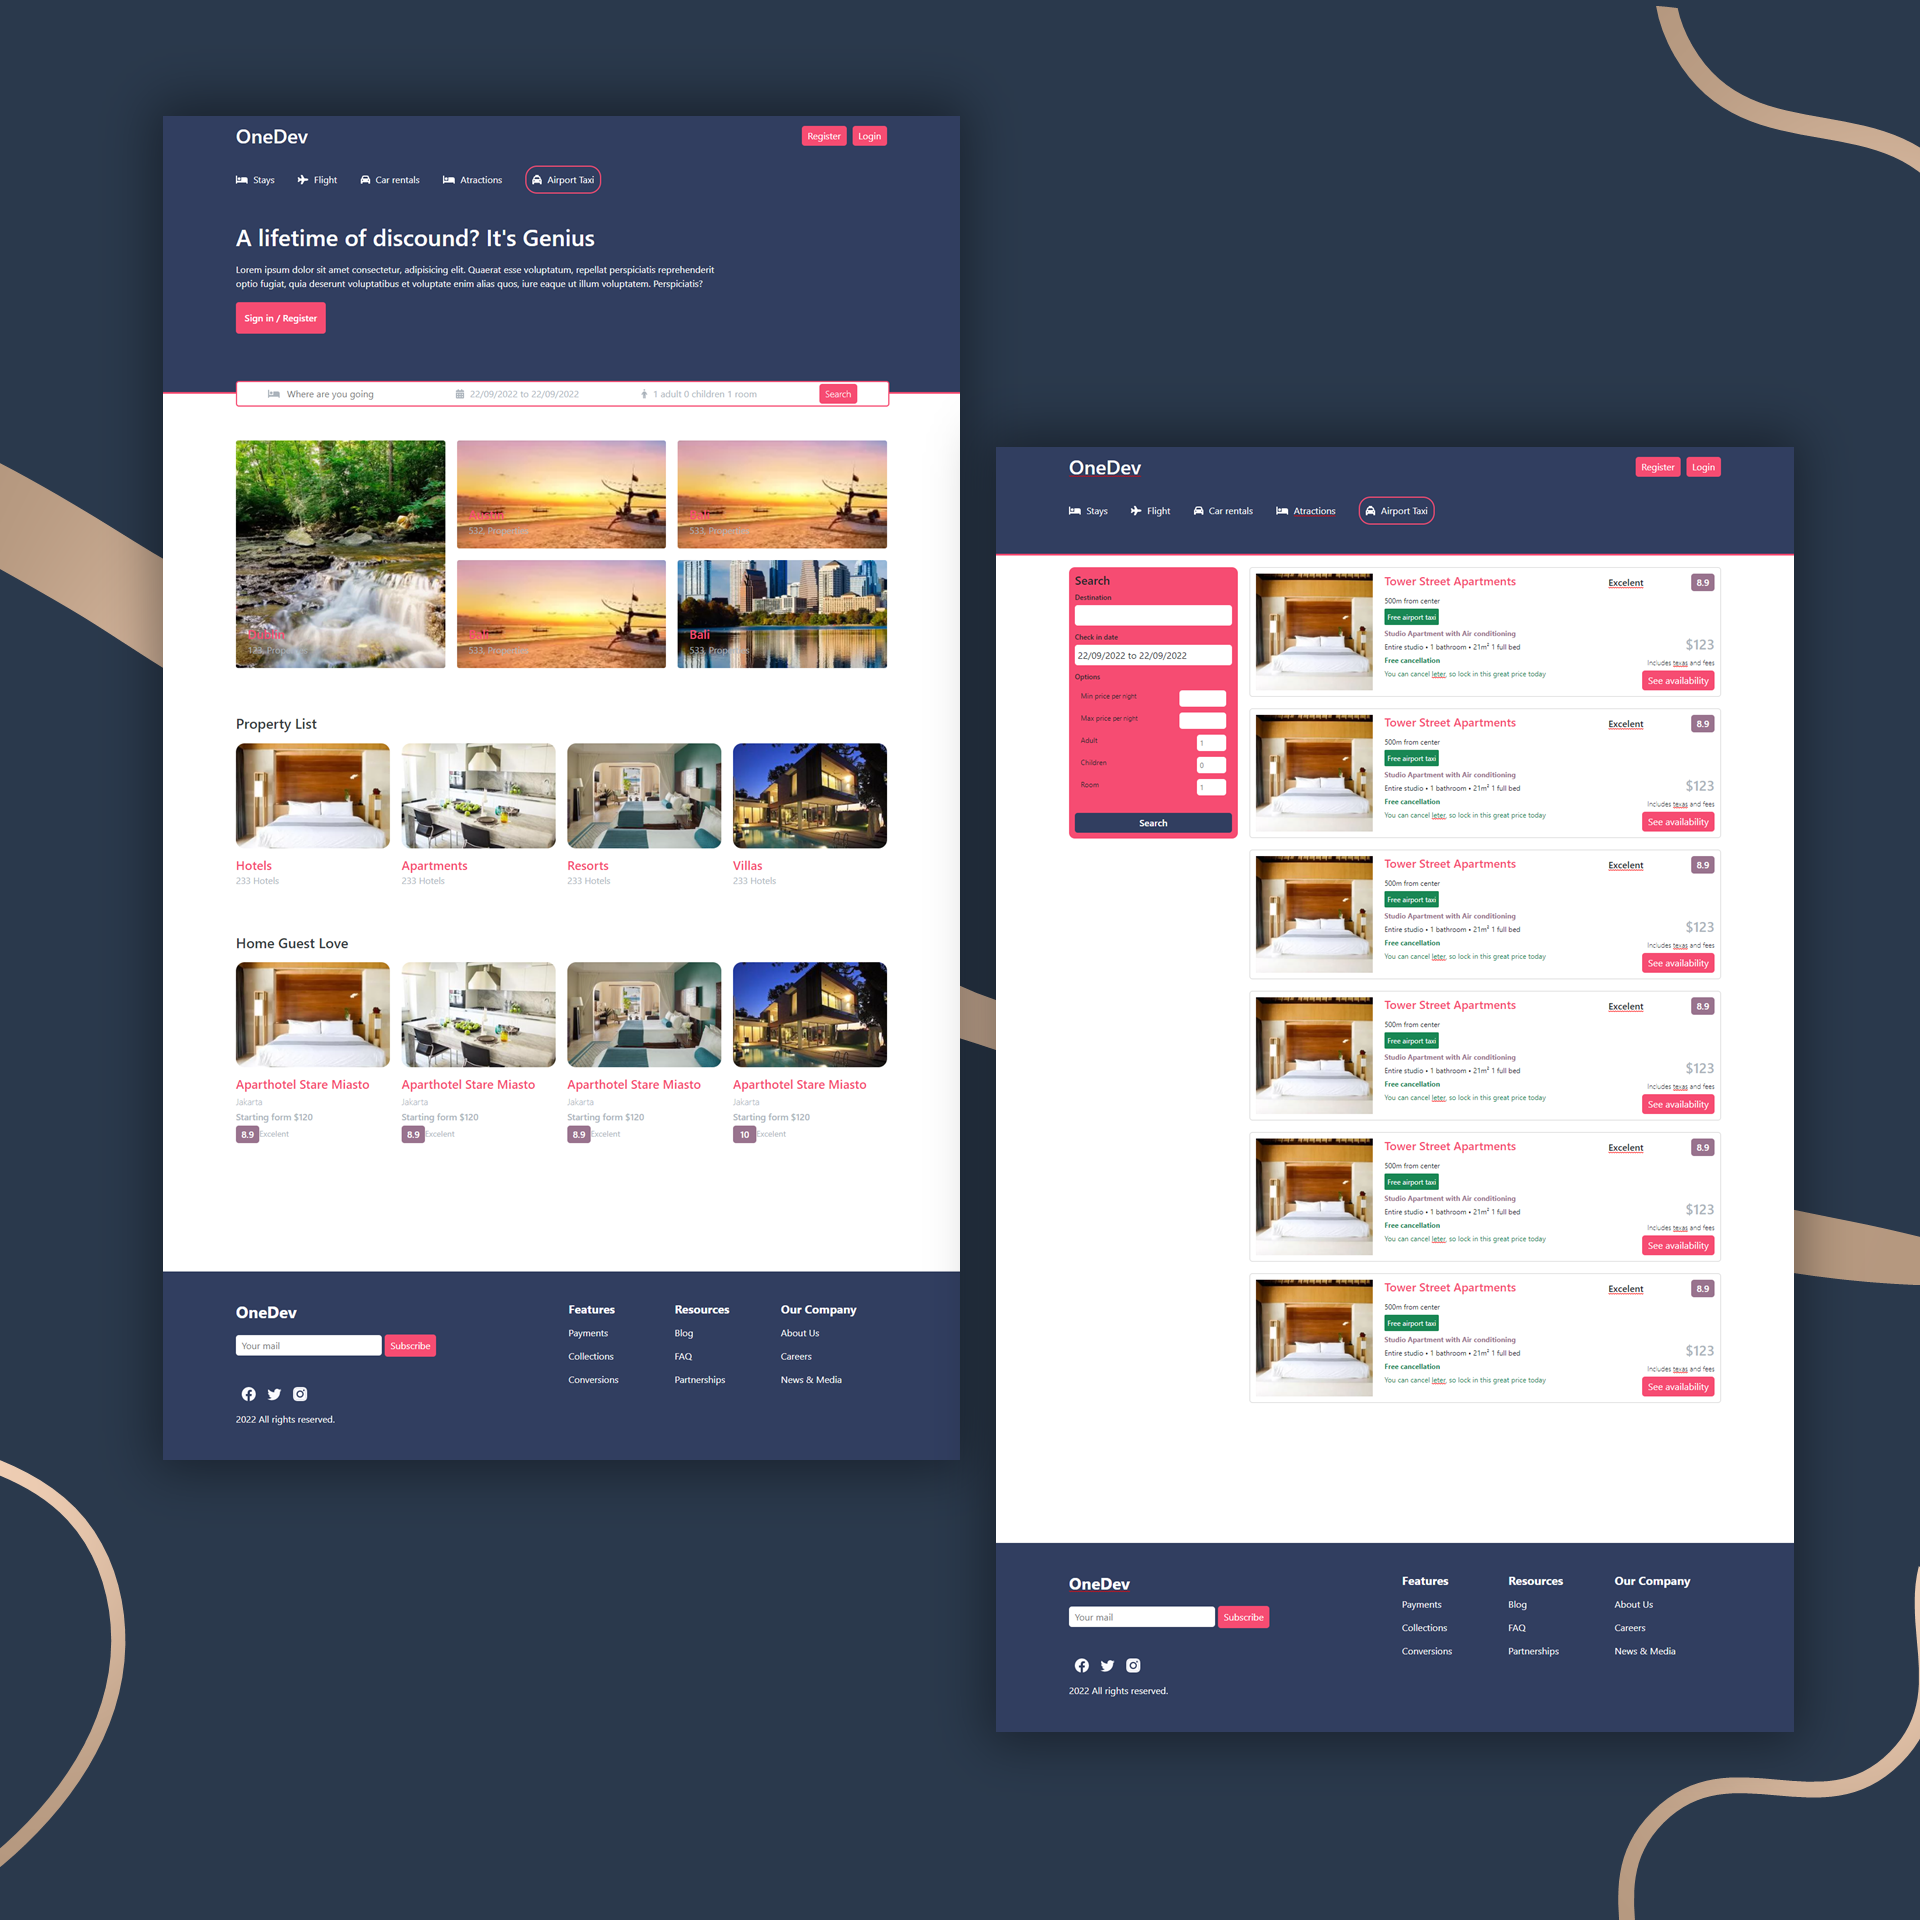 OneDev
Register
Login
Stays
Flight
Car rentals
Atractions
Airport Taxi
A lifetime of discound? It's Genius
Lorem ipsum dolor sit amet consectetur, adipisicing elit. Quaerat esse voluptatum, repellat perspiciatis reprehenderit
optio fugiat, quia deserunt voluptatibus et voluptate enim alias quos, iure eaque ut illum voluptatem. Perspiciatis?
Sign in / Register
Where are you going
22/09/2022 to 22/09/2022
1 adult 0 children 1 room
Search
532, Properties
Bali
533, Properties
Dublin
123, Properties
Bali
533, Properties
Bali
533, Properties
Property List
Hotels
233 Hotels
Apartments
233 Hotels
Resorts
233 Hotels
Villas
233 Hotels
Home Guest Love
Aparthotel Stare Miasto
Jakarta
Starting form $120
8.9 Excelent
Aparthotel Stare Miasto
Jakarta
Starting form $120
8.9 Excelent
Aparthotel Stare Miasto
Jakarta
Starting form $120
8.9 Excelent
Aparthotel Stare Miasto
Jakarta
Starting form $120
10 Excelent
OneDev
Your mail
Subscribe
2022 All rights reserved.
Features
Payments
Collections
Conversions
Resources
Blog
FAQ
Partnerships
Our Company
About Us
Careers
News & Media
OneDev
Register
Login
Stays
Flight
Car rentals
Atractions
Airport Taxi
Search
Destination
Check in date
22/09/2022 to 22/09/2022
Options
Min price per right
Max price per right
Adult 1
Children 0
Room 1
Search
Tower Street Apartments
Excelent
8.9
500m from center
Free airport taxi
Studio Apartment with Air conditioning
Entire studio • 1 bathroom • 21m² 1 full bed
Free cancellation
You can cancel leter, so lock in this great price today
$123
Includes texas and fees
See availability
Tower Street Apartments
Excelent
8.9
500m from center
Free airport taxi
Studio Apartment with Air conditioning
Entire studio • 1 bathroom • 21m² 1 full bed
Free cancellation
You can cancel leter, so lock in this great price today
$123
Includes texas and fees
See availability
Tower Street Apartments
Excelent
8.9
500m from center
Free airport taxi
Studio Apartment with Air conditioning
Entire studio • 1 bathroom • 21m² 1 full bed
Free cancellation
You can cancel leter, so lock in this great price today
$123
Includes texas and fees
See availability
Tower Street Apartments
Excelent
8.9
500m from center
Free airport taxi
Studio Apartment with Air conditioning
Entire studio • 1 bathroom • 21m² 1 full bed
Free cancellation
You can cancel leter, so lock in this great price today
$123
Includes texas and fees
See availability
Tower Street Apartments
Excelent
8.9
500m from center
Free airport taxi
Studio Apartment with Air conditioning
Entire studio • 1 bathroom • 21m² 1 full bed
Free cancellation
You can cancel leter, so lock in this great price today
$123
Includes texas and fees
See availability
Tower Street Apartments
Excelent
8.9
500m from center
Free airport taxi
Studio Apartment with Air conditioning
Entire studio • 1 bathroom • 21m² 1 full bed
Free cancellation
You can cancel leter, so lock in this great price today
$123
Includes texas and fees
See availability
OneDev
Your mail
Subscribe
2022 All rights reserved.
Features
Payments
Collections
Conversions
Resources
Blog
FAQ
Partnerships
Our Company
About Us
Careers
News & Media